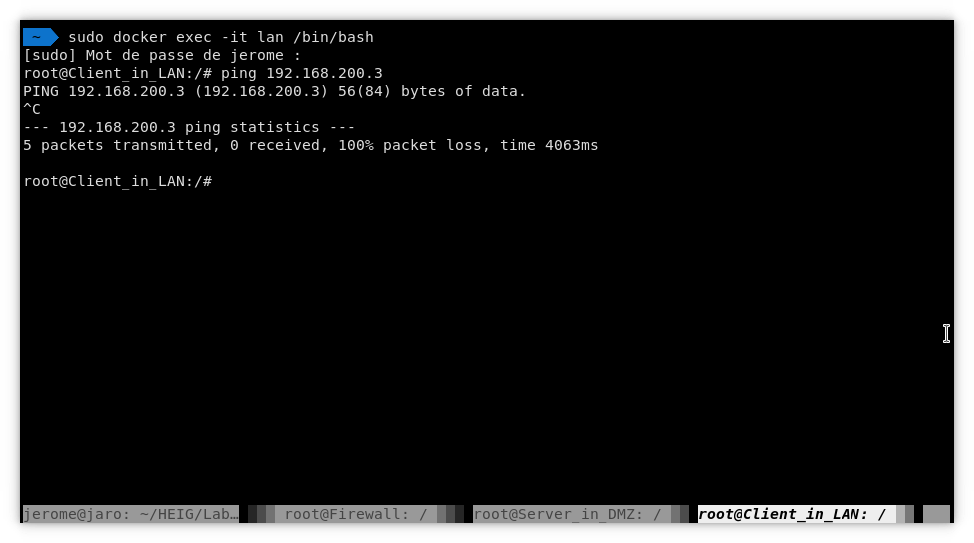 ~ sudo docker exec -it lan /bin/bash
[sudo] Mot de passe de jerome :
root@Client_in_LAN:/# ping 192.168.200.3
PING 192.168.200.3 (192.168.200.3) 56(84) bytes of data.
^C
--- 192.168.200.3 ping statistics ---
5 packets transmitted, 0 received, 100% packet loss, time 4063ms
root@Client_in_LAN:/#
jerome@jaro: ~/HEIG/Lab… root@Firewall: / root@Server_in_DMZ: / root@Client_in_LAN: /